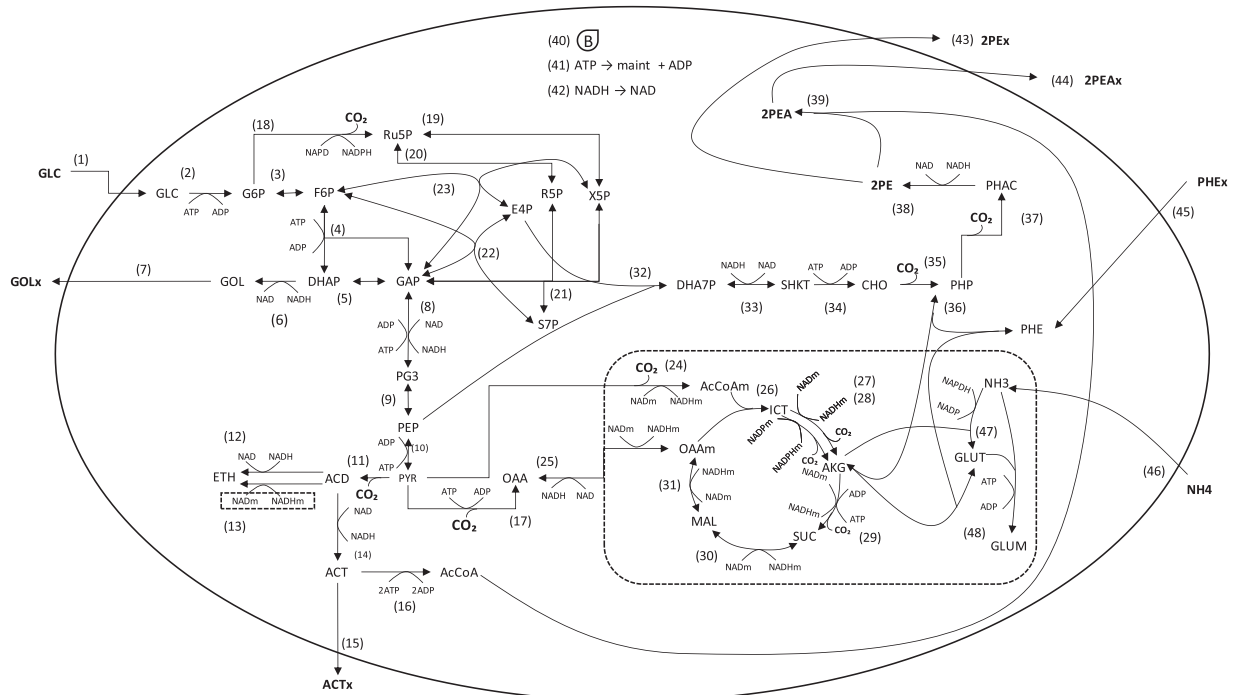 (40) B
(41) ATP → maint + ADP
(42) NADH → NAD
(43) 2PEx
(44) 2PEAx
2PEA
(39)
(18)
CO₂
Ru5P
(19)
NAPD NADPH
(20)
GLC
(1)
(2)
GLC
ATP ADP
G6P
(3)
F6P
(23)
E4P
R5P
X5P
2PE
NAD NADH
PHAC
(38)
PHEx
(45)
CO₂
(37)
ATP
ADP
(4)
(22)
GOLx
(7)
GOL
NAD NADH
(6)
DHAP
(5)
GAP
(21)
S7P
(32)
DHA7P
NADH NAD
(33)
SHKT
ATP ADP
(34)
CHO
CO₂
(35)
PHP
(36)
PHE
(8)
ADP NAD
ATP NADH
PG3
(9)
PEP
ADP
(10)
ATP
PYR
CO₂
(24)
NADm NADHm
AcCoAm
(26)
ICT
NADm
NADHm
(27)
(28)
CO₂
NADPm
NADPHm
CO₂
AKG
NAPDH
NADP
NH3
(47)
GLUT
ATP
ADP
(48)
GLUM
(46)
NH4
(12)
NAD NADH
ETH
NADm NADHm
(13)
(11)
CO₂
ACD
NAD
NADH
(14)
ATP ADP
CO₂
(17)
OAA
(25)
NADH NAD
NADm NADHm
OAAm
NADHm
NADm
(31)
MAL
(30)
NADm NADHm
SUC
NADm
NADHm
ADP
ATP
CO₂
(29)
ACT
2ATP 2ADP
(16)
AcCoA
(15)
ACTx